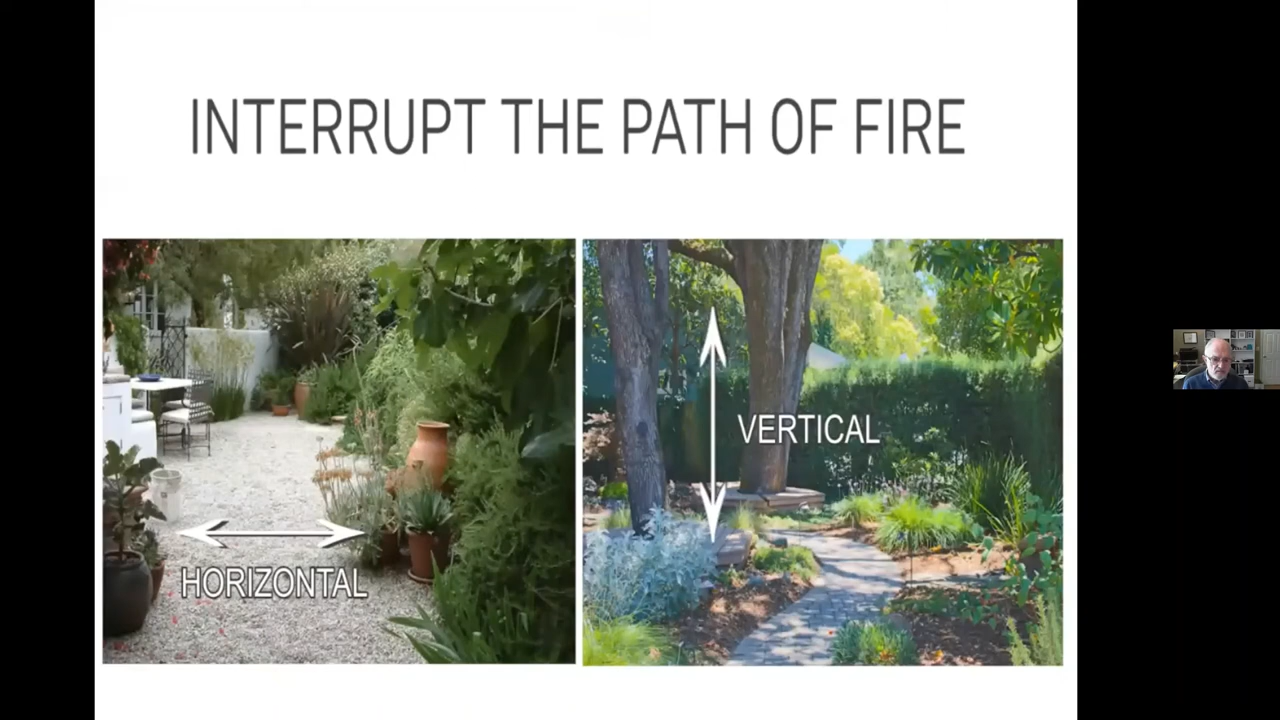 INTERRUPT THE PATH OF FIRE
HORIZONTAL
VERTICAL